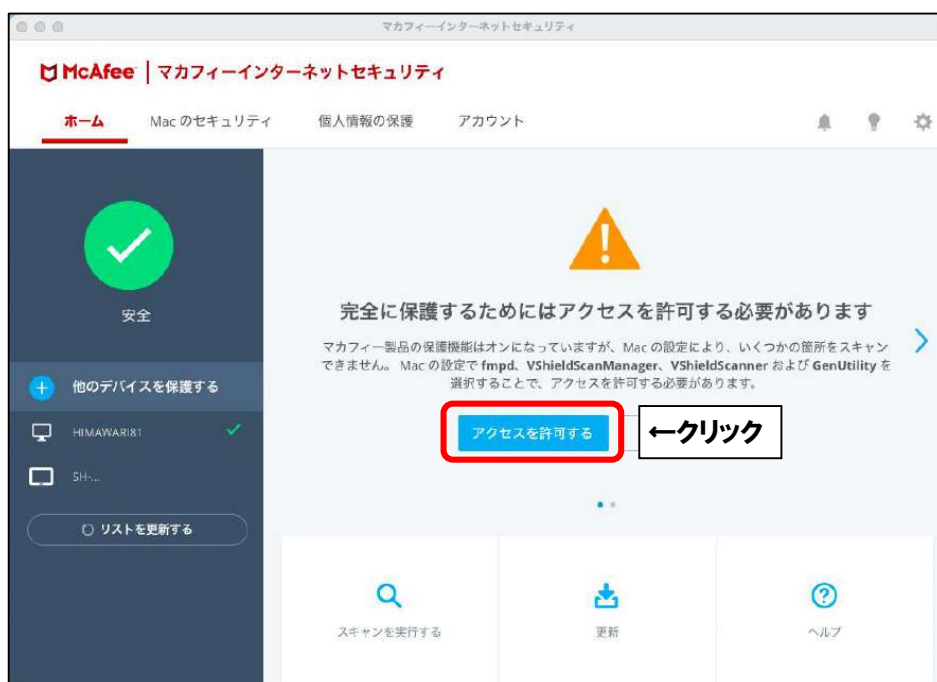 マカフィーインターネットセキュリティ
McAfee | マカフィーインターネットセキュリティ
ホーム Mac のセキュリティ 個人情報の保護 アカウント
安全
他のデバイスを保護する
HIMAWARI81
SH-...
リストを更新する
完全に保護するためにはアクセスを許可する必要があります
マカフィー製品の保護機能はオンになっていますが、Mac の設定により、いくつかの箇所をスキャン
できません。 Mac の設定で fmpd、VShieldScanManager、VShieldScanner および GenUtility を
選択することで、アクセスを許可する必要があります。
アクセスを許可する
←クリック
スキャンを実行する
更新
ヘルプ